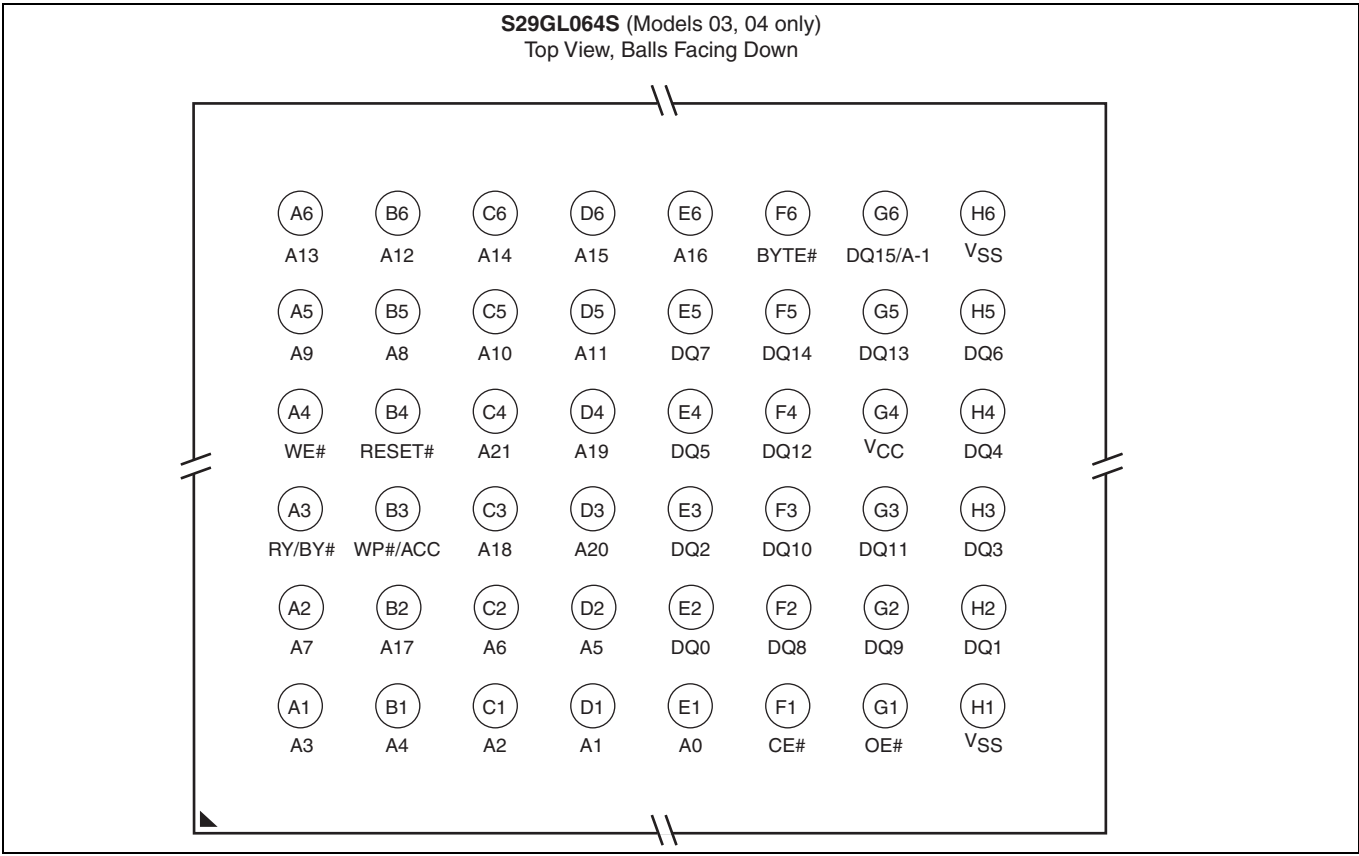 S29GL064S (Models 03, 04 only)
Top View, Balls Facing Down
A6 B6 C6 D6 E6 F6 G6 H6
A13 A12 A14 A15 A16 BYTE# DQ15/A-1 VSS
A5 B5 C5 D5 E5 F5 G5 H5
A9 A8 A10 A11 DQ7 DQ14 DQ13 DQ6
A4 B4 C4 D4 E4 F4 G4 H4
WE# RESET# A21 A19 DQ5 DQ12 VCC DQ4
A3 B3 C3 D3 E3 F3 G3 H3
RY/BY# WP#/ACC A18 A20 DQ2 DQ10 DQ11 DQ3
A2 B2 C2 D2 E2 F2 G2 H2
A7 A17 A6 A5 DQ0 DQ8 DQ9 DQ1
A1 B1 C1 D1 E1 F1 G1 H1
A3 A4 A2 A1 A0 CE# OE# VSS